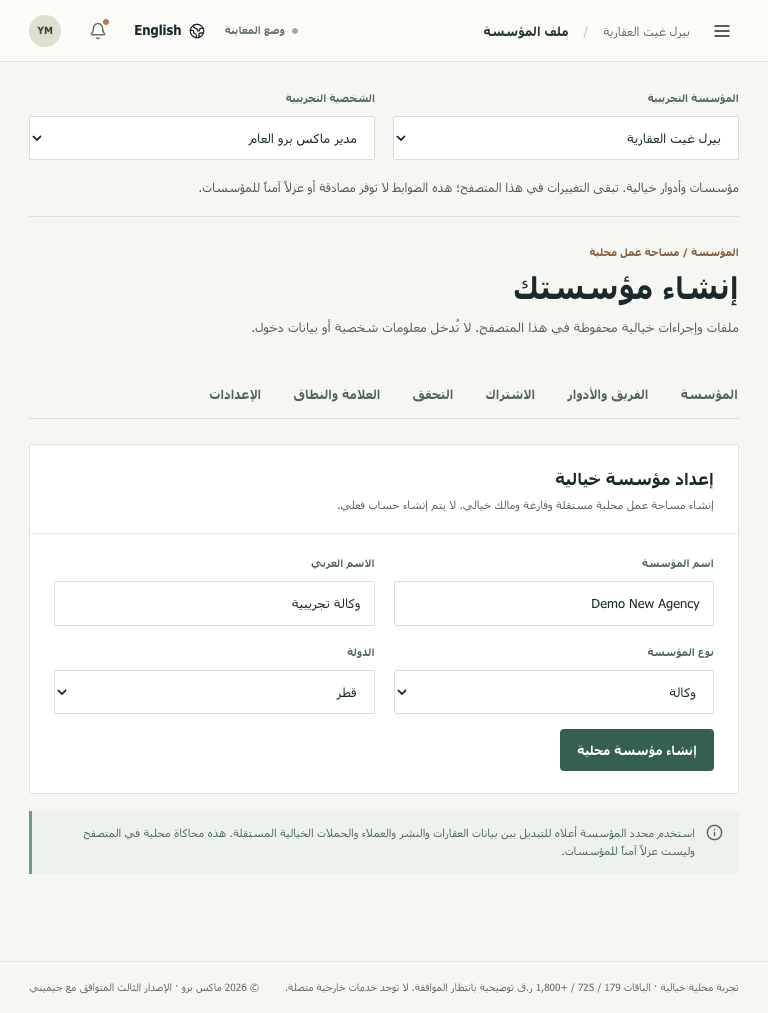 بيرل غيت العقارية / ملف المؤسسة
وضع المعاينة
English
YM
المؤسسة التجريبية
الشخصية التجريبية
بيرل غيت العقارية
مدير ماكس برو العام
مؤسسات وأدوار خيالية. تبقى التغييرات في هذا المتصفح؛ هذه الضوابط لا توفر مصادقة أو عزلاً آمناً للمؤسسات.
المؤسسة / مساحة عمل محلية
إنشاء مؤسستك
ملفات وإجراءات خيالية محفوظة في هذا المتصفح. لا تُدخل معلومات شخصية أو بيانات دخول.
المؤسسة
الفريق والأدوار
الاشتراك
التحقق
العلامة والنطاق
الإعدادات
إعداد مؤسسة خيالية
إنشاء مساحة عمل محلية مستقلة وفارغة ومالك خيالي. لا يتم إنشاء حساب فعلي.
اسم المؤسسة
الاسم العربي
Demo New Agency
وكالة تجريبية
نوع المؤسسة
الدولة
وكالة
قطر
إنشاء مؤسسة محلية
استخدم محدد المؤسسة أعلاه للتبديل بين بيانات العقارات والنشر والعملاء والحملات الخيالية المستقلة. هذه محاكاة محلية في المتصفح
وليست عزلاً آمناً للمؤسسات.
تجربة محلية خيالية · الباقات 179 / 725 / +1,800 ر.ق توضيحية بانتظار الموافقة. لا توجد خدمات خارجية متصلة.
© 2026 ماكس برو · الإصدار الثالث المتوافق مع جيميني